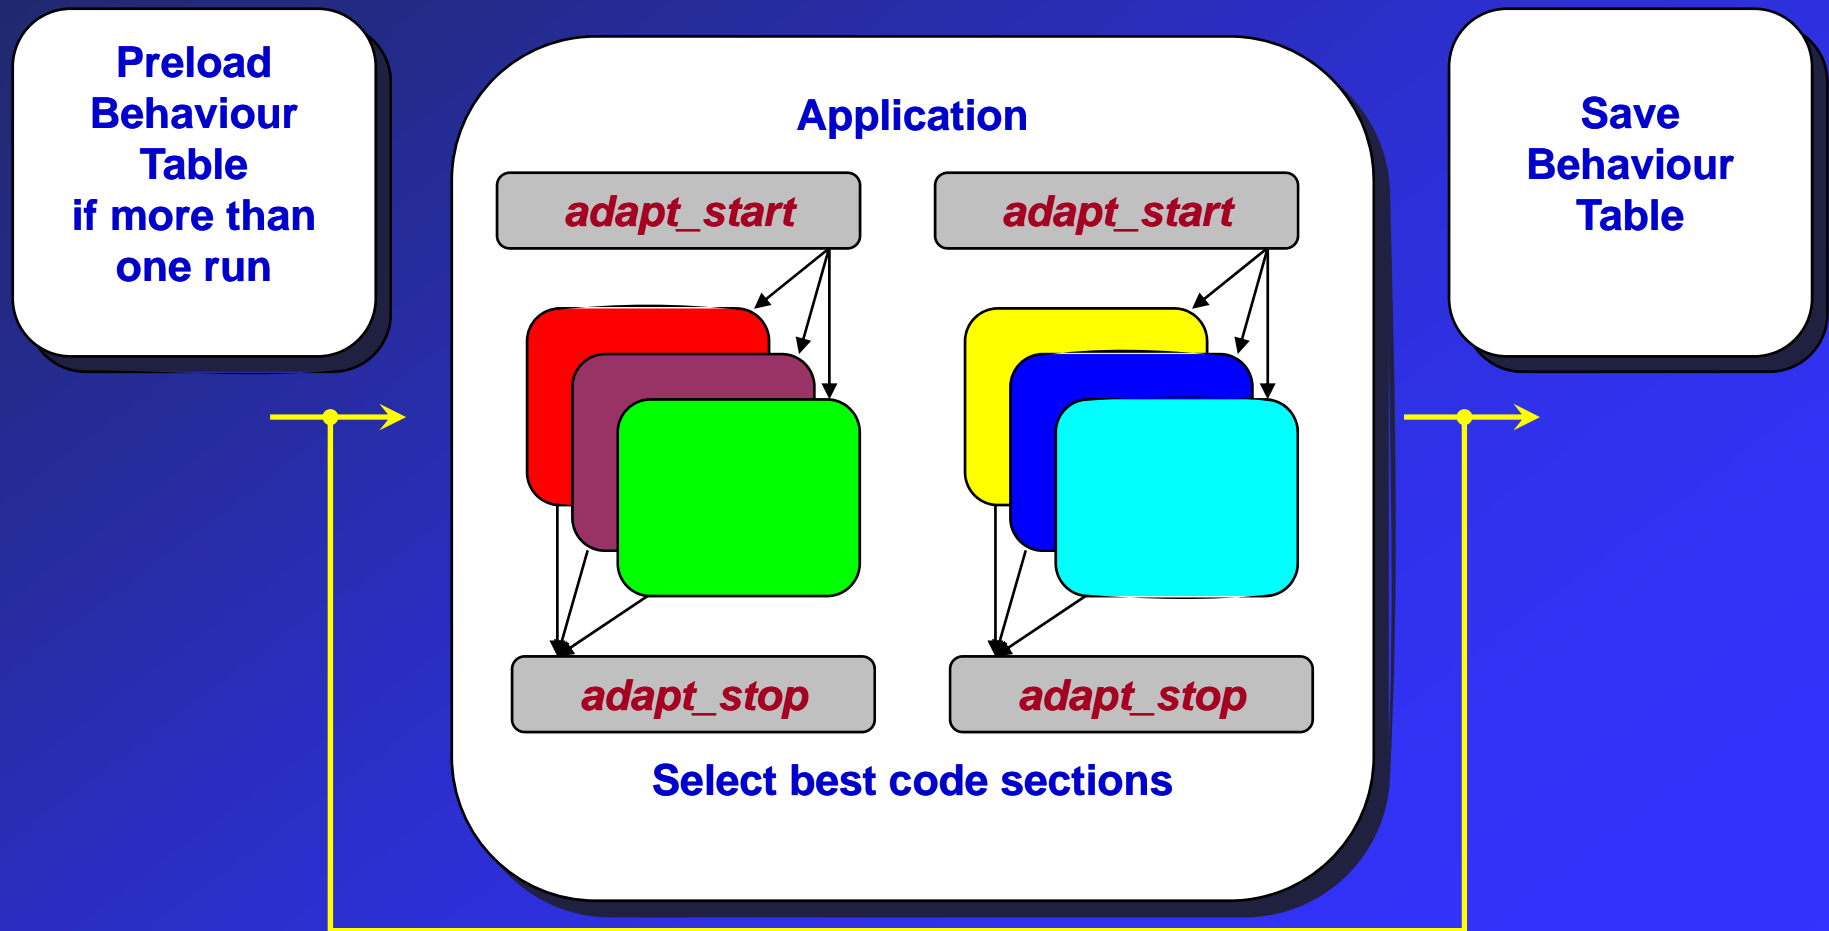 Preload
Behaviour
Table
if more than
one run
Application
adapt_start
adapt_start
adapt_stop
adapt_stop
Select best code sections
Save
Behaviour
Table